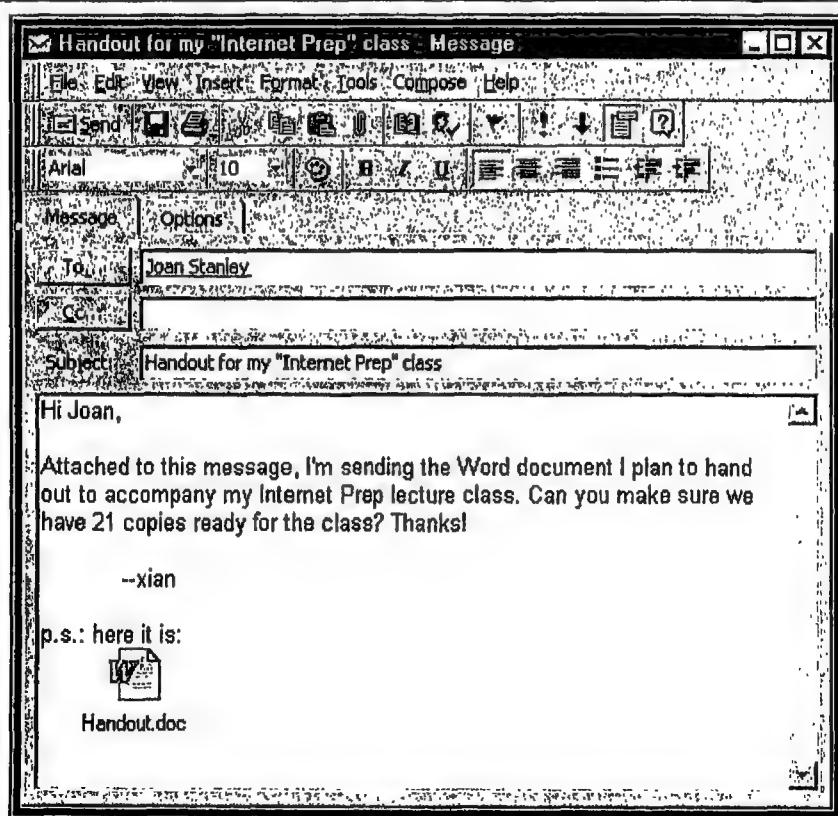 Handout for my "Internet Prep" class - Message
File Edit View Insert Format Tools Compose Help
Send
Arial 10 B I U
Message Options
To... Joan Stanley
Cc...
Subject: Handout for my "Internet Prep" class
Hi Joan,
Attached to this message, I'm sending the Word document I plan to hand
out to accompany my Internet Prep lecture class. Can you make sure we
have 21 copies ready for the class? Thanks!
--xian
p.s.: here it is:
Handout.doc